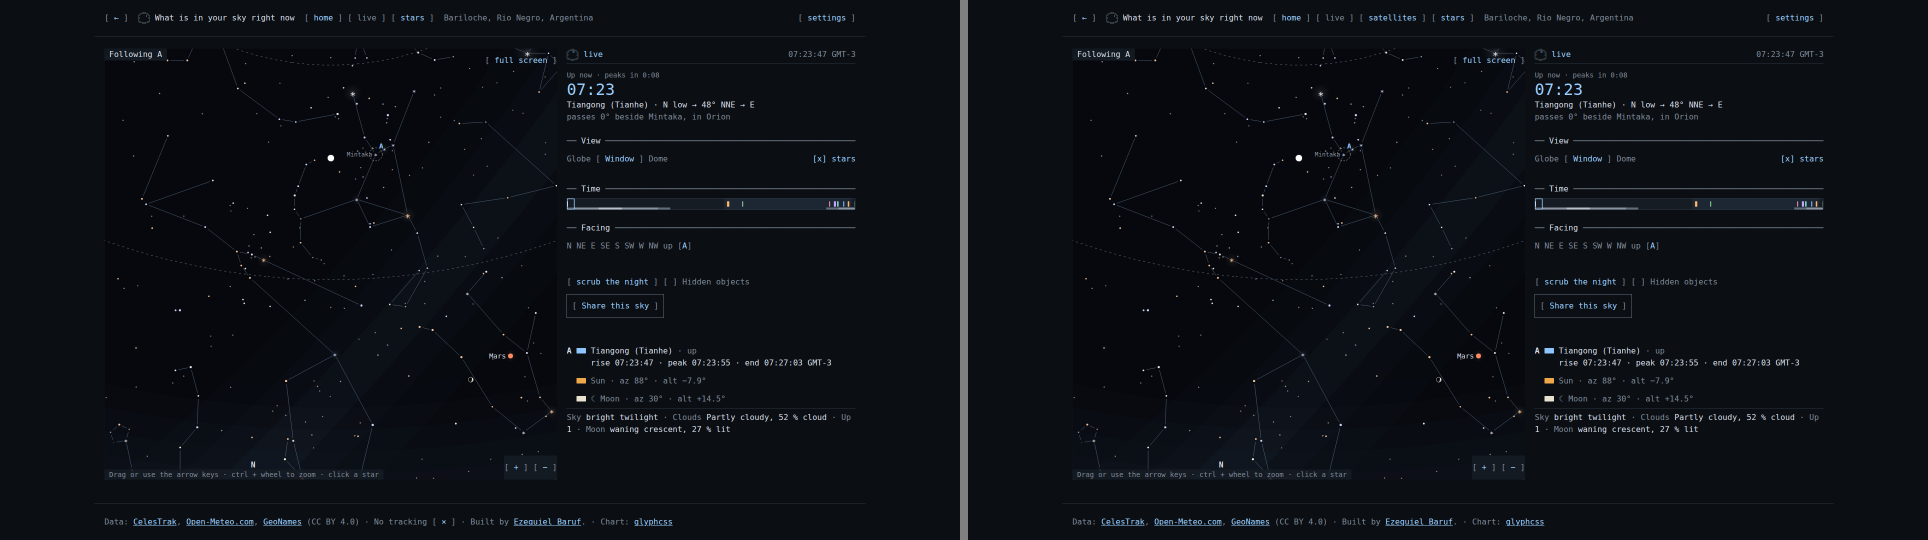 [ ← ] What is in your sky right now [ home ] [ live ] [ stars ] Bariloche, Rio Negro, Argentina [ settings ]
Following A
[ full screen ]
Mintaka
A
Mars
N
Drag or use the arrow keys · ctrl + wheel to zoom · click a star
[ + ] [ − ]
live 07:23:47 GMT-3
Up now · peaks in 0:08
07:23
Tiangong (Tianhe) · N low → 48° NNE → E
passes 0° beside Mintaka, in Orion
View
Globe [ Window ] Dome [x] stars
Time
Facing
N NE E SE S SW W NW up [A]
[ scrub the night ] [ ] Hidden objects
[ Share this sky ]
A Tiangong (Tianhe) · up
rise 07:23:47 · peak 07:23:55 · end 07:27:03 GMT-3
Sun · az 88° · alt −7.9°
☾ Moon · az 30° · alt +14.5°
Sky bright twilight · Clouds Partly cloudy, 52 % cloud · Up
1 · Moon waning crescent, 27 % lit
Data: CelesTrak, Open-Meteo.com, GeoNames (CC BY 4.0) · No tracking [ × ] · Built by Ezequiel Baruf. · Chart: glyphcss
[ ← ] What is in your sky right now [ home ] [ live ] [ satellites ] [ stars ] Bariloche, Rio Negro, Argentina [ settings ]
Following A
[ full screen ]
Mintaka
A
Mars
N
Drag or use the arrow keys · ctrl + wheel to zoom · click a star
[ + ] [ − ]
live 07:23:47 GMT-3
Up now · peaks in 0:08
07:23
Tiangong (Tianhe) · N low → 48° NNE → E
passes 0° beside Mintaka, in Orion
View
Globe [ Window ] Dome [x] stars
Time
Facing
N NE E SE S SW W NW up [A]
[ scrub the night ] [ ] Hidden objects
[ Share this sky ]
A Tiangong (Tianhe) · up
rise 07:23:47 · peak 07:23:55 · end 07:27:03 GMT-3
Sun · az 88° · alt −7.9°
☾ Moon · az 30° · alt +14.5°
Sky bright twilight · Clouds Partly cloudy, 52 % cloud · Up
1 · Moon waning crescent, 27 % lit
Data: CelesTrak, Open-Meteo.com, GeoNames (CC BY 4.0) · Built by Ezequiel Baruf. · Chart: glyphcss